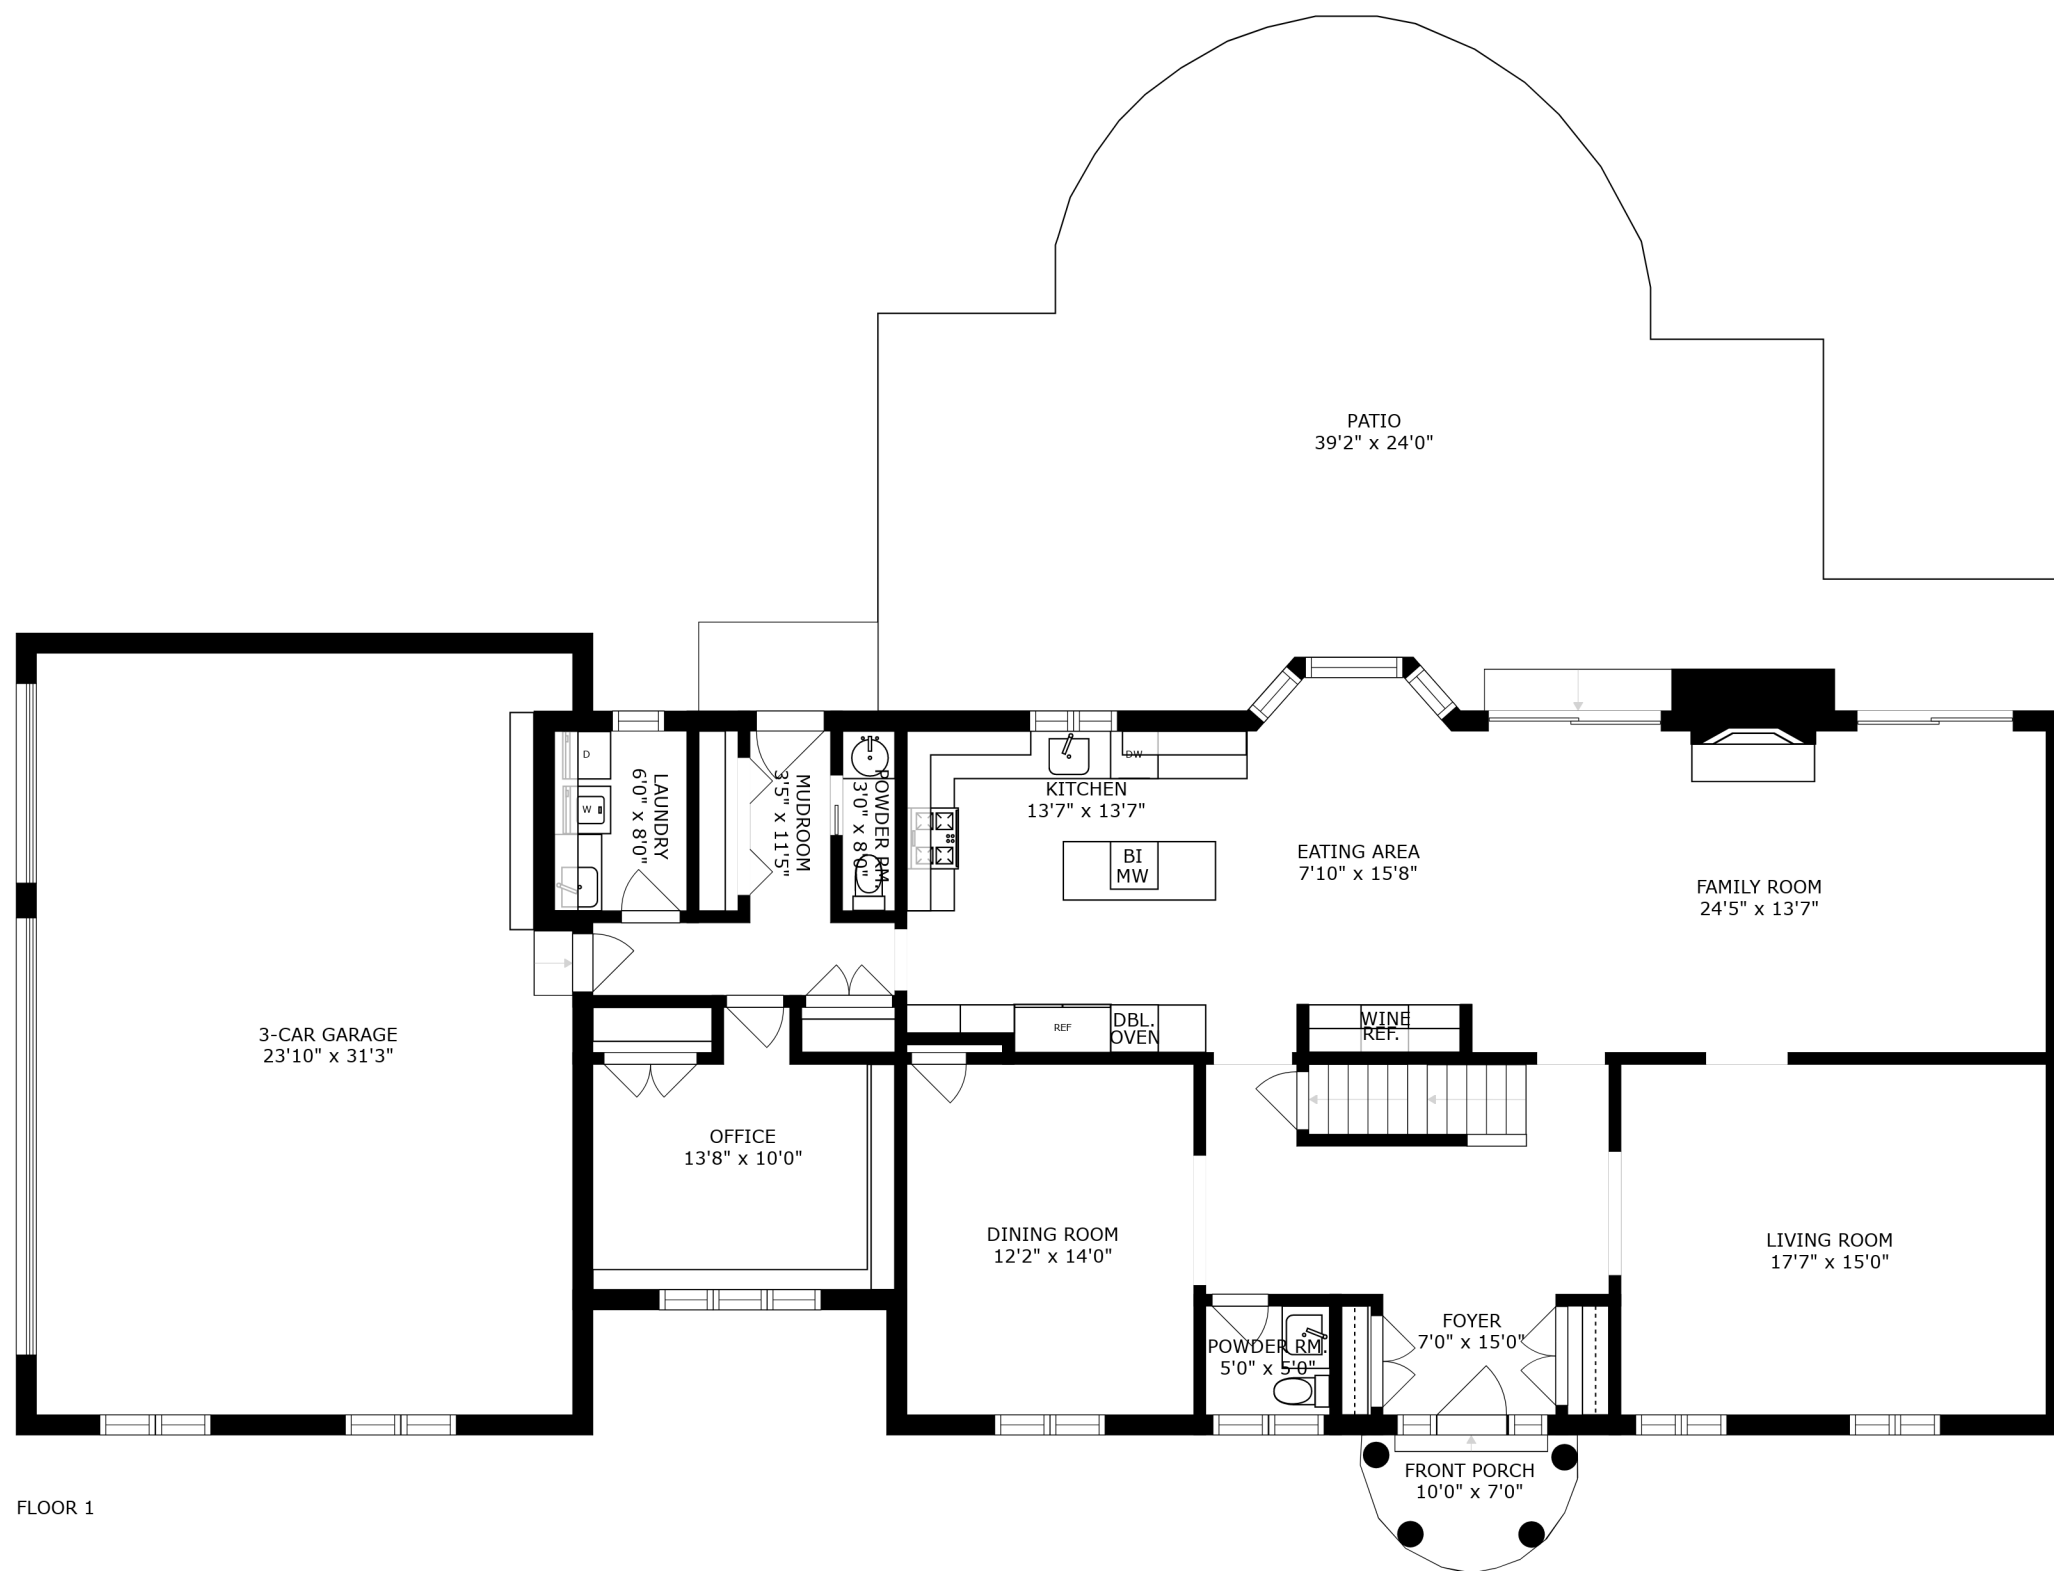 PATIO
39'2" x 24'0"
D
W
LAUNDRY
6'0" x 8'0"
MUDROOM
3'5" x 11'5"
POWDER RM.
3'0" x 8'0"
DW
KITCHEN
13'7" x 13'7"
BI
MW
EATING AREA
7'10" x 15'8"
FAMILY ROOM
24'5" x 13'7"
3-CAR GARAGE
23'10" x 31'3"
REF
DBL.
OVEN
WINE
REF.
OFFICE
13'8" x 10'0"
DINING ROOM
12'2" x 14'0"
LIVING ROOM
17'7" x 15'0"
POWDER RM.
5'0" x 5'0"
FOYER
7'0" x 15'0"
FRONT PORCH
10'0" x 7'0"
FLOOR 1